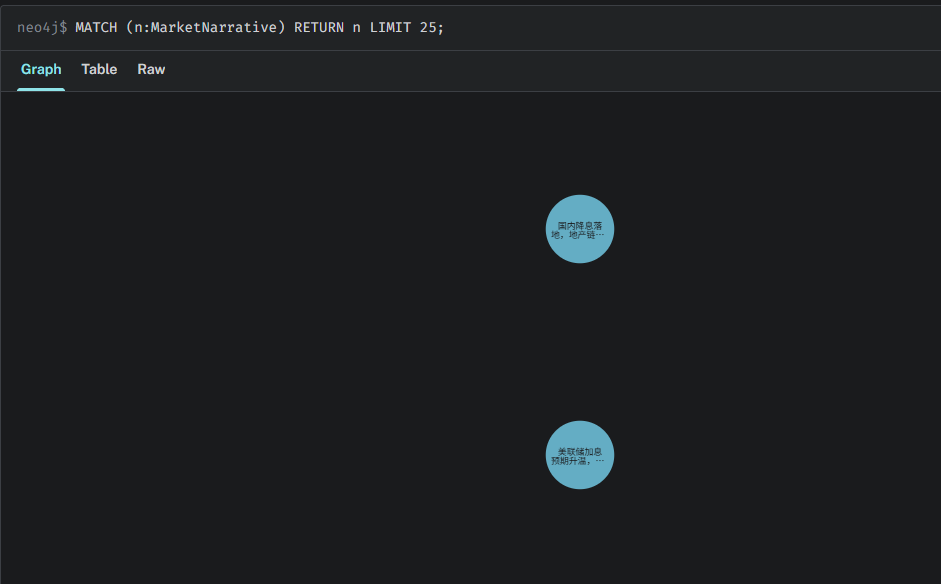 neo4j$ MATCH (n:MarketNarrative) RETURN n LIMIT 25;
Graph Table Raw
国内降息落
地，地产链…
美联储加息
预期升温，…